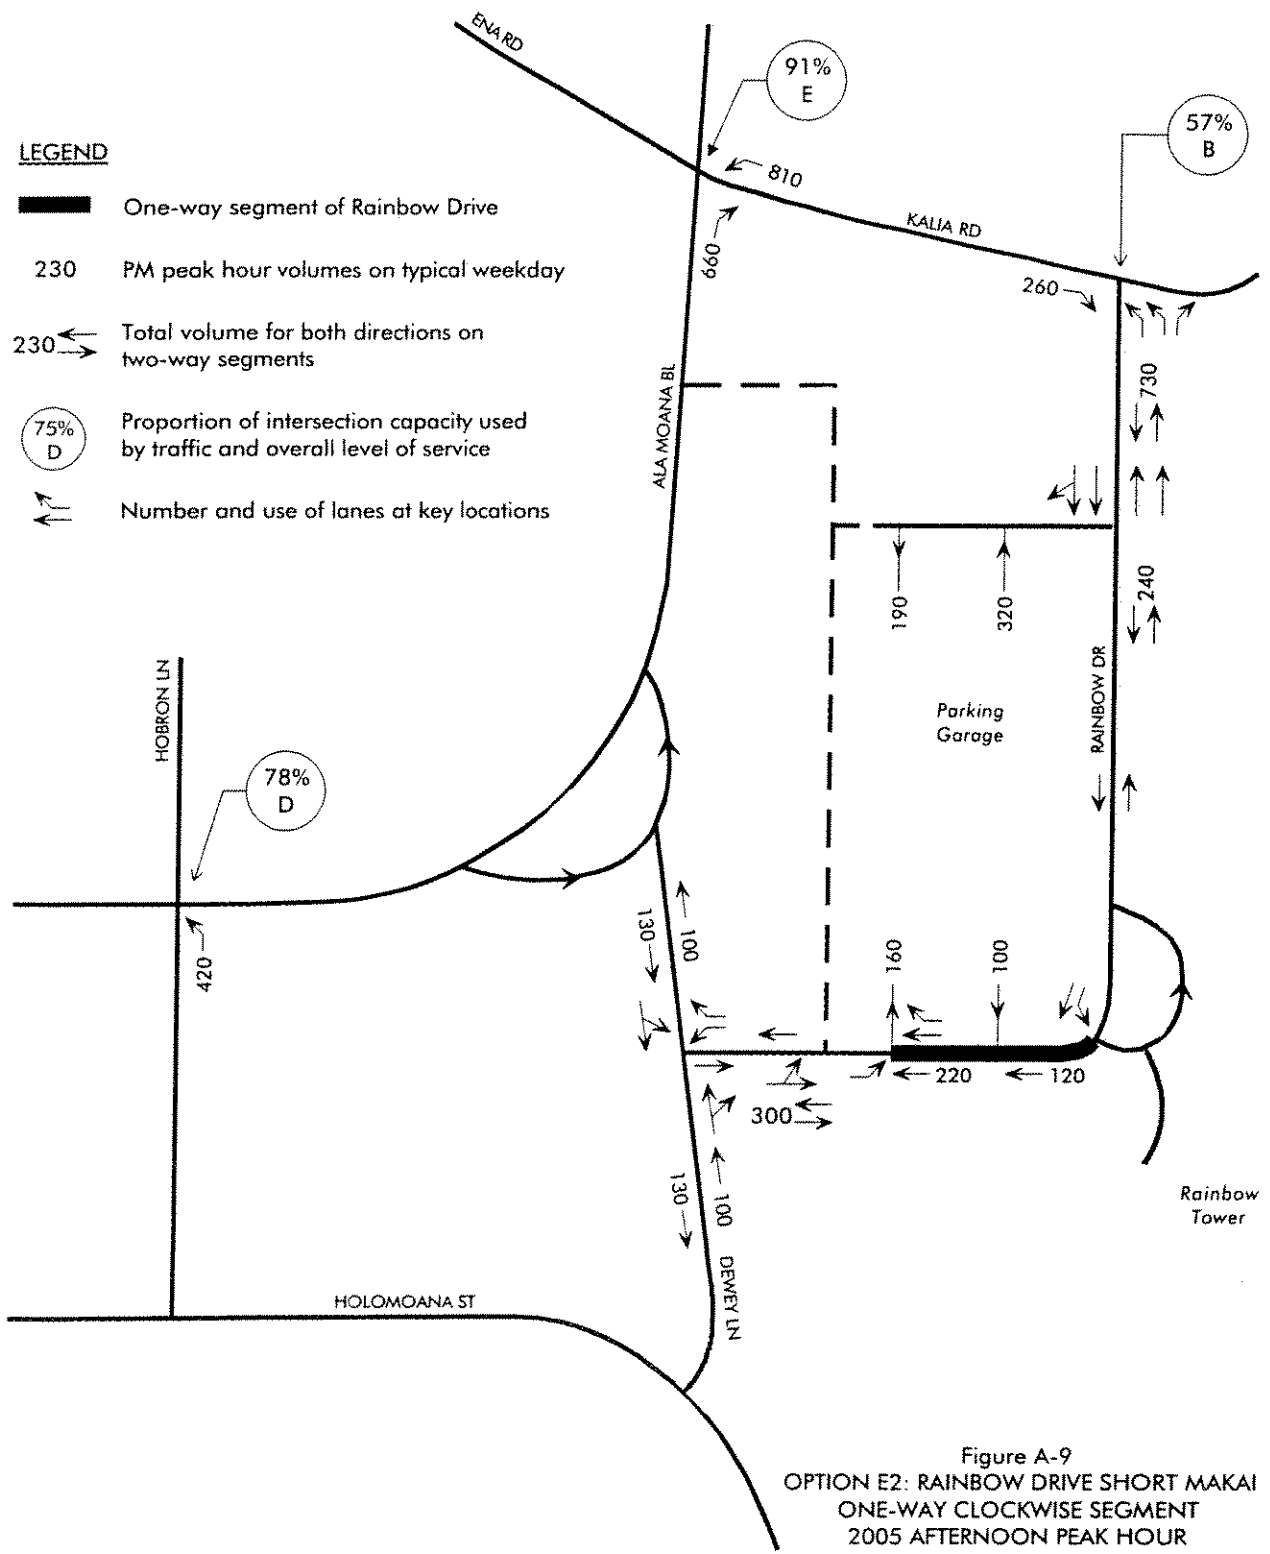 ENA RD
91%
E
57%
B
LEGEND
One-way segment of Rainbow Drive
230 PM peak hour volumes on typical weekday
230 Total volume for both directions on
two-way segments
75%
D
Proportion of intersection capacity used
by traffic and overall level of service
Number and use of lanes at key locations
810
KALIA RD
660
260
730
ALA MOANA BL
240
190
320
HOBRON LN
RAINBOW DR
Parking
Garage
78%
D
130
100
420
160
100
220
120
300
130
100
Rainbow
Tower
DEWEY LN
HOLOMOANA ST
Figure A-9
OPTION E2: RAINBOW DRIVE SHORT MAKAI
ONE-WAY CLOCKWISE SEGMENT
2005 AFTERNOON PEAK HOUR